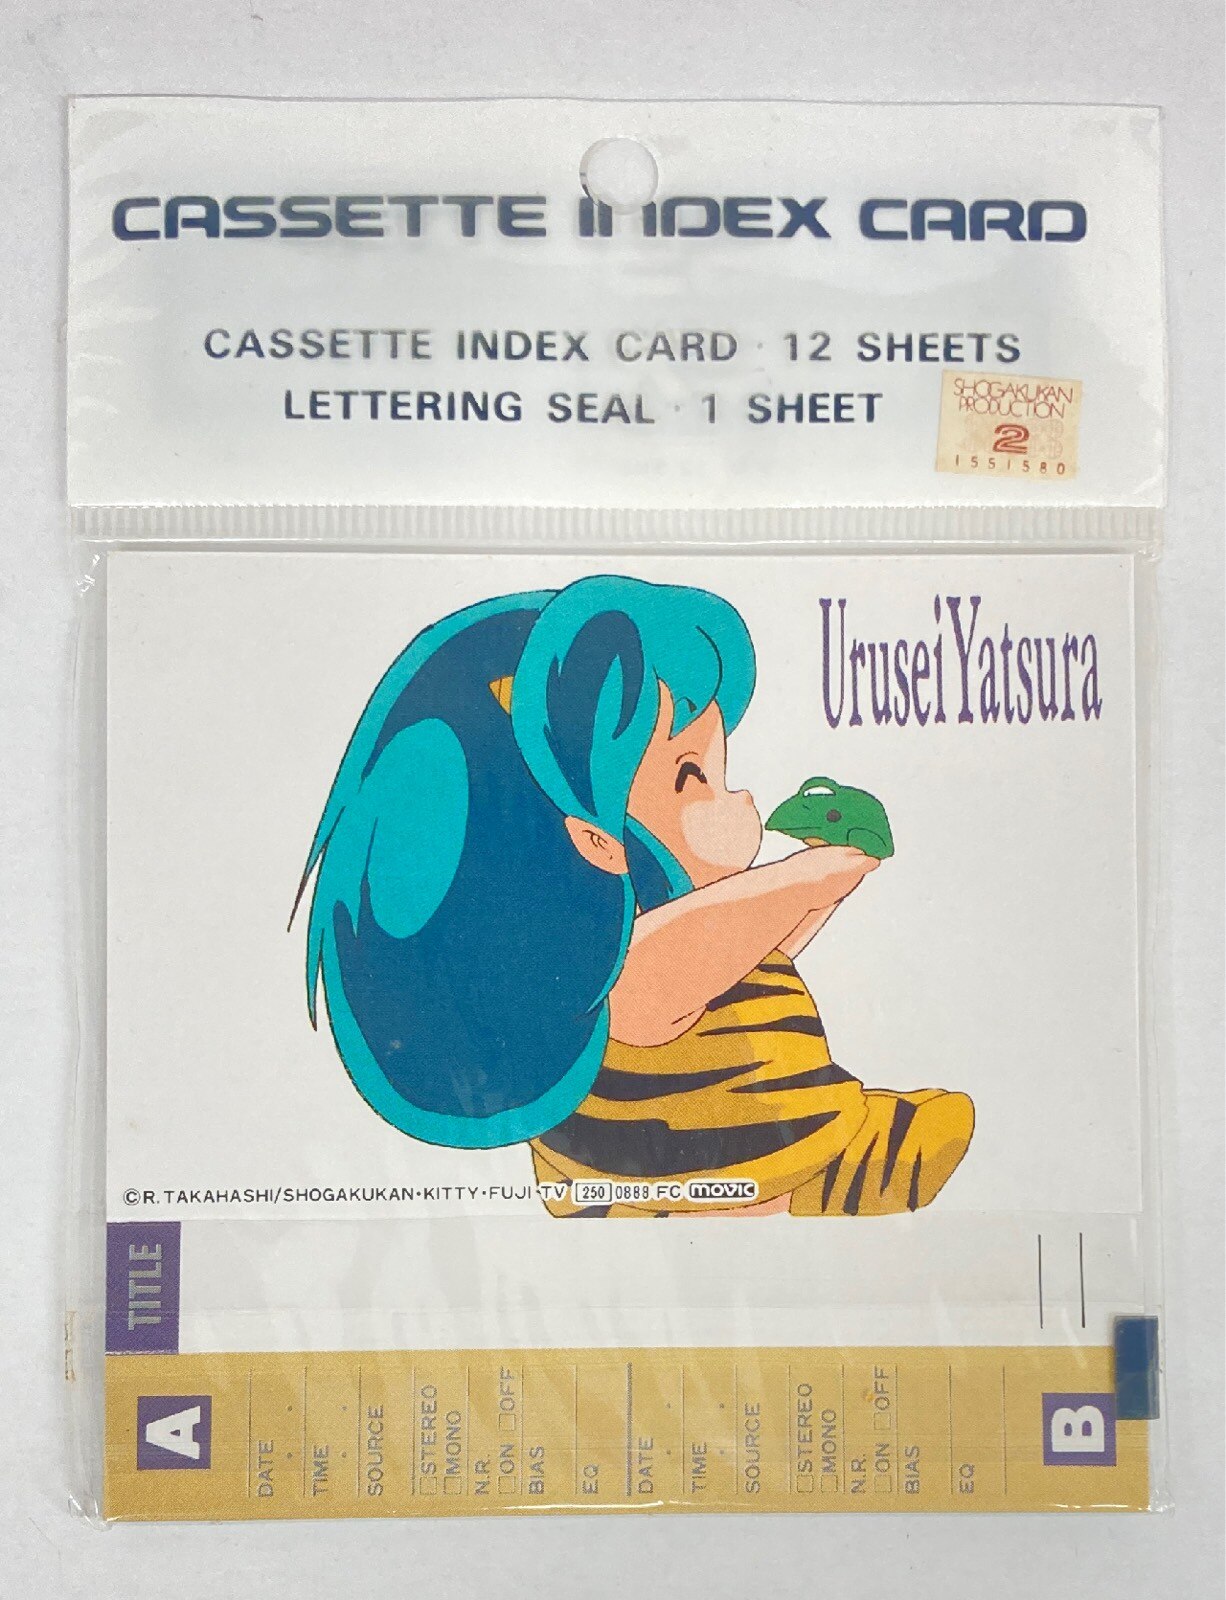 CASSETTE INDEX CARD
CASSETTE INDEX CARD · 12 SHEETS
LETTERING SEAL · 1 SHEET
SHOGAKUKAN
PRODUCTION
2
1551580
Urusei Yatsura
©R. TAKAHASHI/SHOGAKUKAN·KITTY·FUJI·TV 250 0888 FC movic
TITLE
A
DATE . .
TIME . .
SOURCE
□STEREO
□MONO
N.R.
□ON □OFF
BIAS
EQ
DATE . .
TIME . .
SOURCE
□STEREO
□MONO
N.R.
□ON □OFF
BIAS
EQ
B